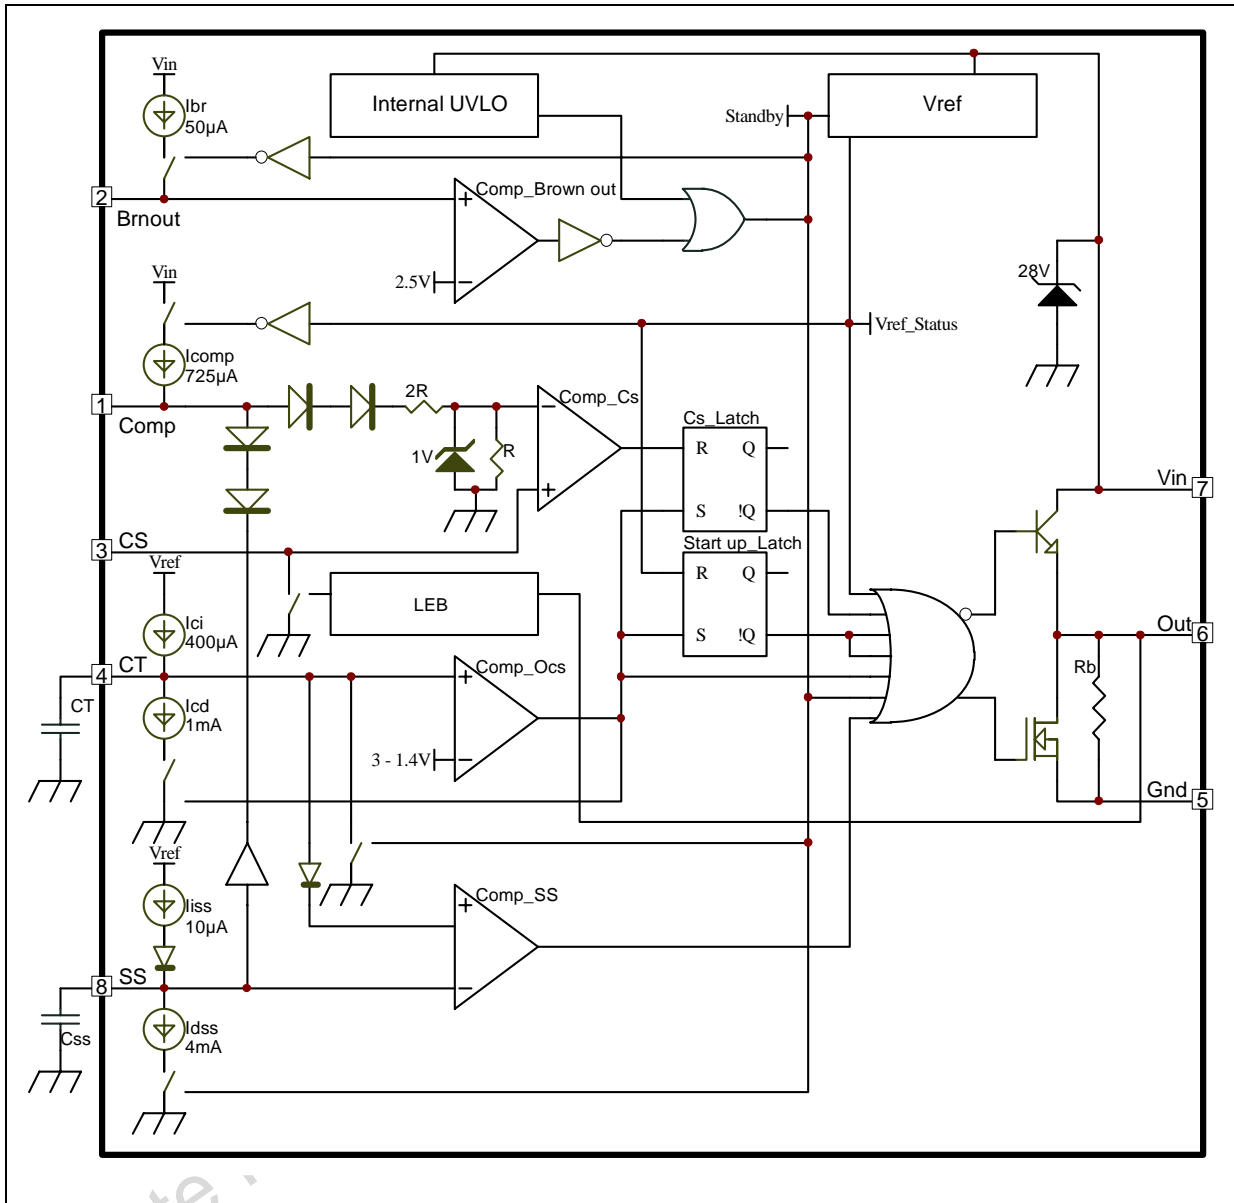 Vin
Ibr
50µA
Internal UVLO
Standby
Vref
2
Brnout
Comp_Brown out
2.5V
28V
Vin
Vref_Status
Icomp
725µA
1
Comp
2R
1V
R
Comp_Cs
Cs_Latch
R Q
S !Q
Vin
7
3
CS
Start up_Latch
R Q
S !Q
LEB
Vref
Ici
400µA
Out
6
4
CT
CT
Icd
1mA
Comp_Ocs
3 - 1.4V
Rb
Gnd
5
Vref
Iiss
10µA
Comp_SS
8
SS
Css
Idss
4mA